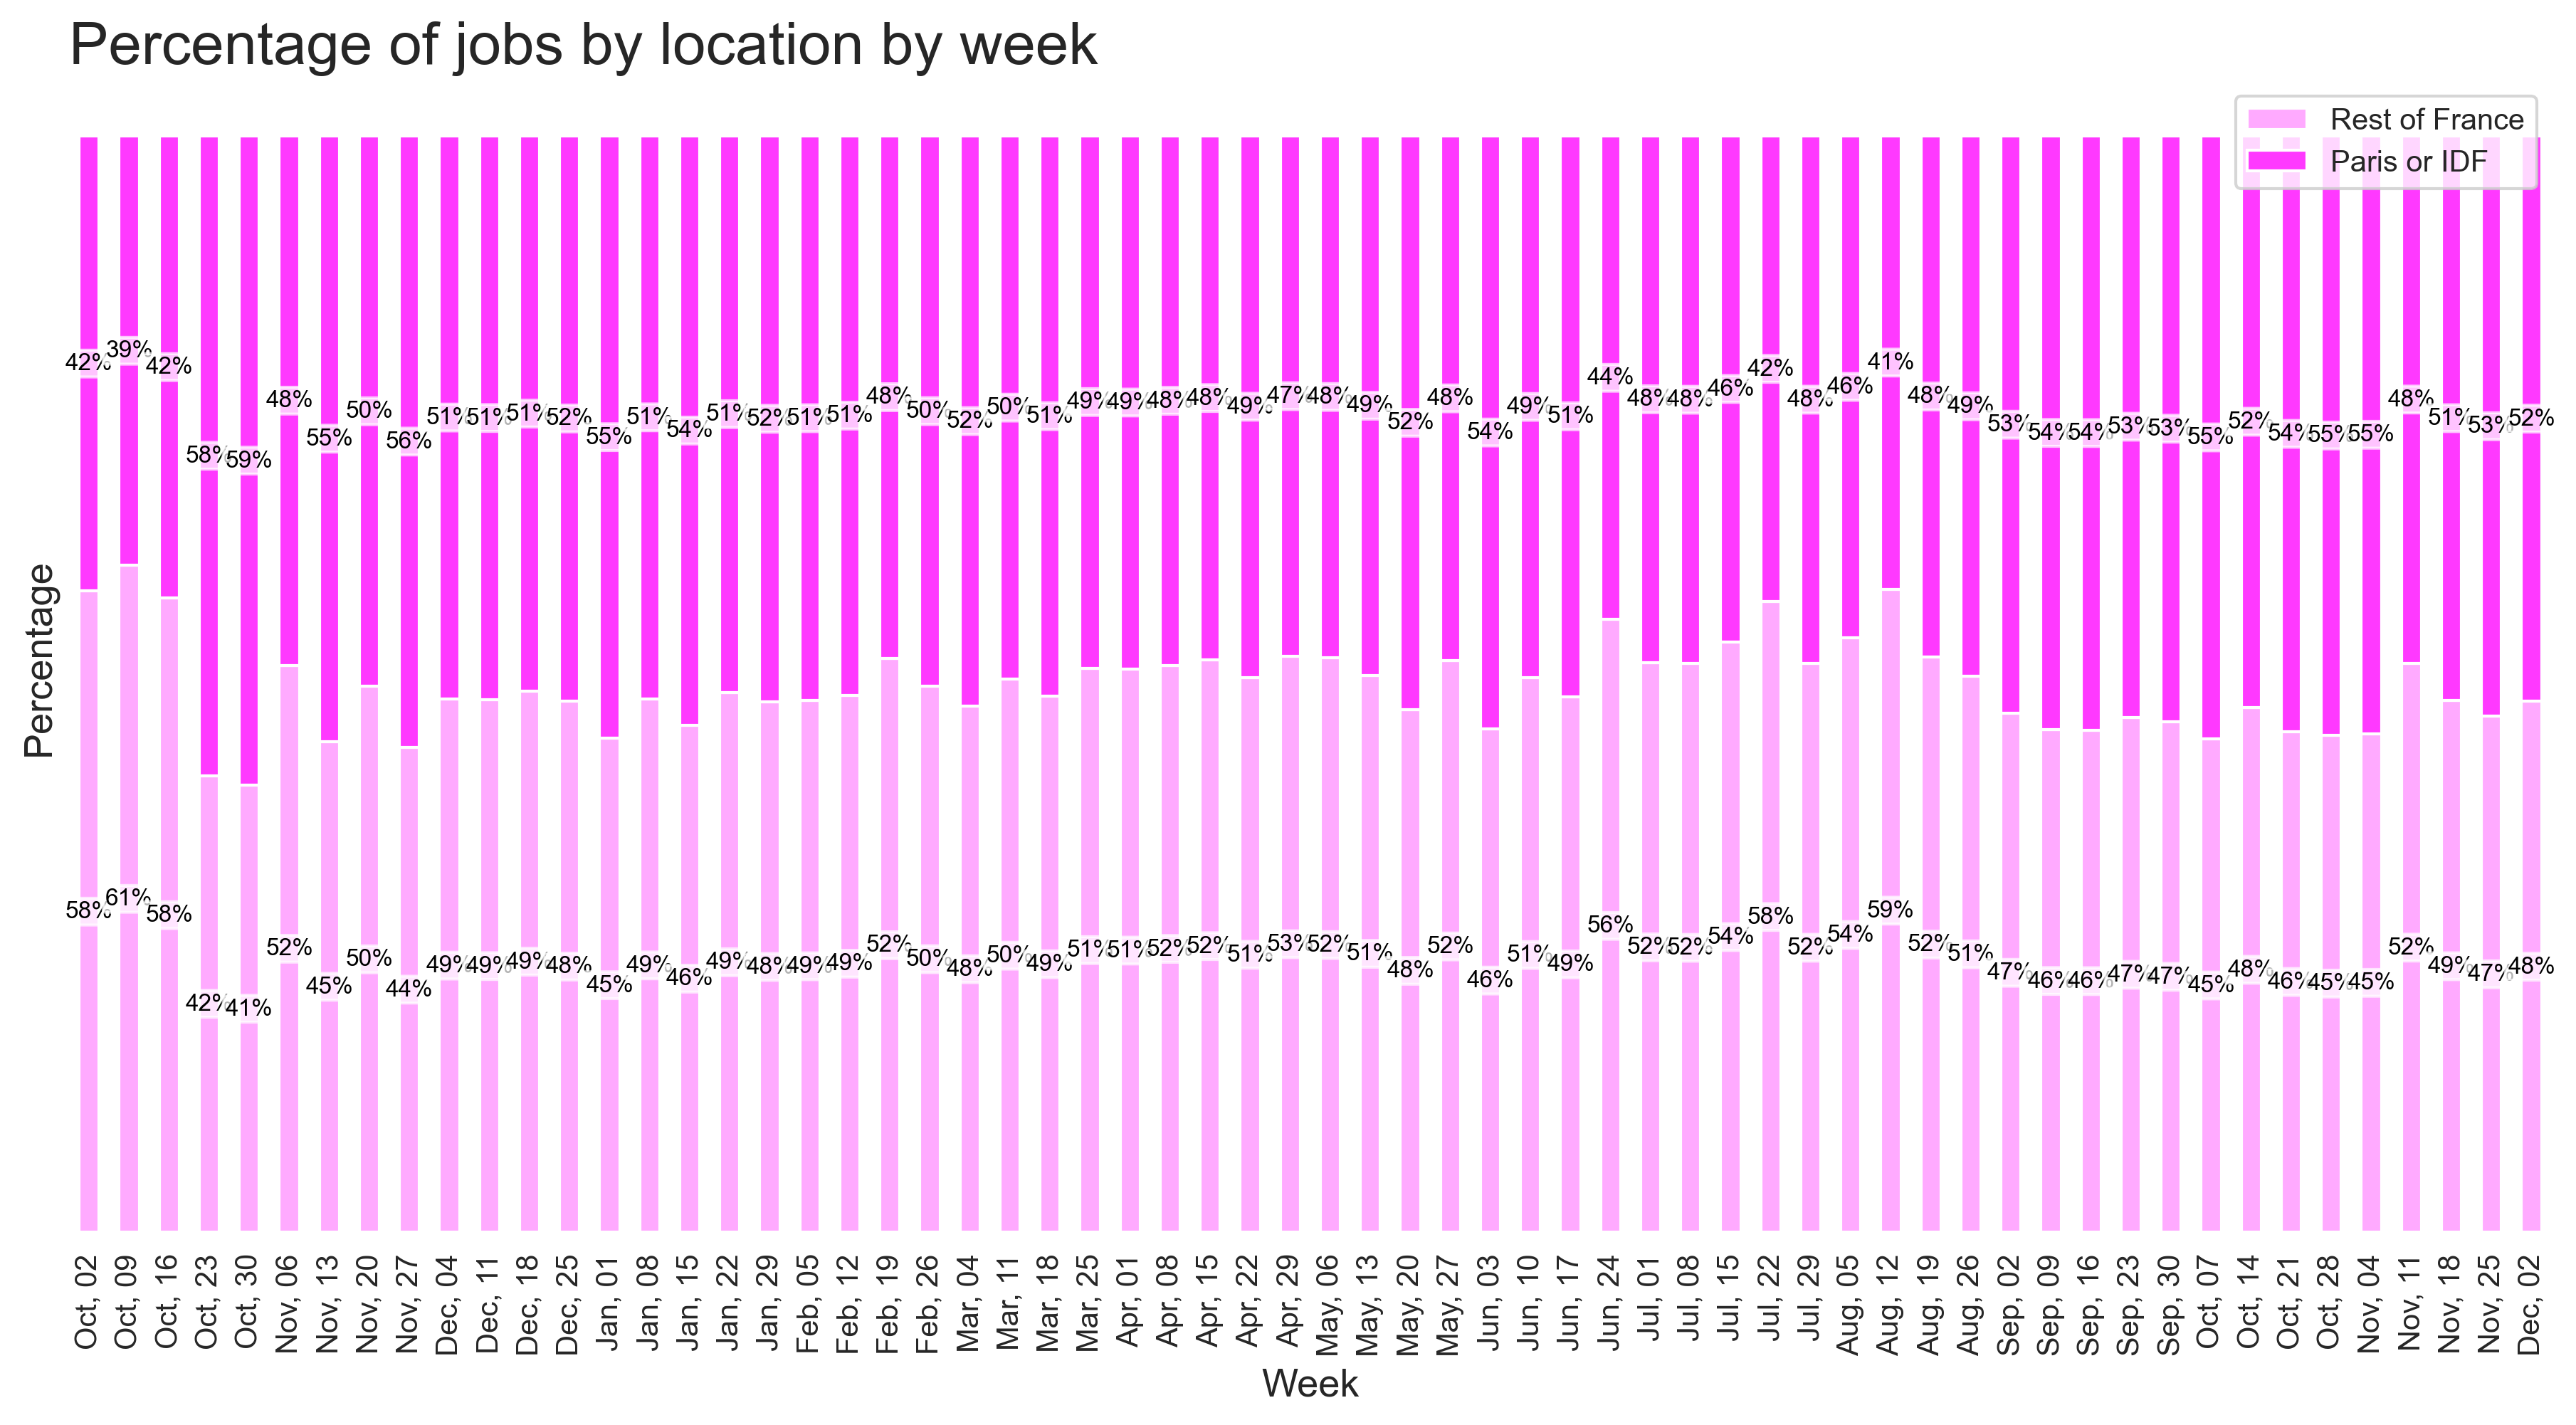 Percentage of jobs by location by week
Rest of France
Paris or IDF
Percentage
42% 39% 42% 58% 59% 48% 55% 50% 56% 51% 51% 51% 52% 55% 51% 54% 51% 52% 51% 51% 48% 50% 52% 50% 51% 49% 49% 48% 48% 49% 47% 48% 49% 52% 48% 54% 49% 51% 44% 48% 48% 46% 42% 48% 46% 41% 48% 49% 53% 54% 54% 53% 53% 55% 52% 54% 55% 55% 48% 51% 53% 52%
58% 61% 58% 42% 41% 52% 45% 50% 44% 49% 49% 49% 48% 45% 49% 46% 49% 48% 49% 49% 52% 50% 48% 50% 49% 51% 51% 52% 52% 51% 53% 52% 51% 48% 52% 46% 51% 49% 56% 52% 52% 54% 58% 52% 54% 59% 52% 51% 47% 46% 46% 47% 47% 45% 48% 46% 45% 45% 52% 49% 47% 48%
Oct, 02
Oct, 09
Oct, 16
Oct, 23
Oct, 30
Nov, 06
Nov, 13
Nov, 20
Nov, 27
Dec, 04
Dec, 11
Dec, 18
Dec, 25
Jan, 01
Jan, 08
Jan, 15
Jan, 22
Jan, 29
Feb, 05
Feb, 12
Feb, 19
Feb, 26
Mar, 04
Mar, 11
Mar, 18
Mar, 25
Apr, 01
Apr, 08
Apr, 15
Apr, 22
Apr, 29
May, 06
May, 13
May, 20
May, 27
Jun, 03
Jun, 10
Jun, 17
Jun, 24
Jul, 01
Jul, 08
Jul, 15
Jul, 22
Jul, 29
Aug, 05
Aug, 12
Aug, 19
Aug, 26
Sep, 02
Sep, 09
Sep, 16
Sep, 23
Sep, 30
Oct, 07
Oct, 14
Oct, 21
Oct, 28
Nov, 04
Nov, 11
Nov, 18
Nov, 25
Dec, 02
Week